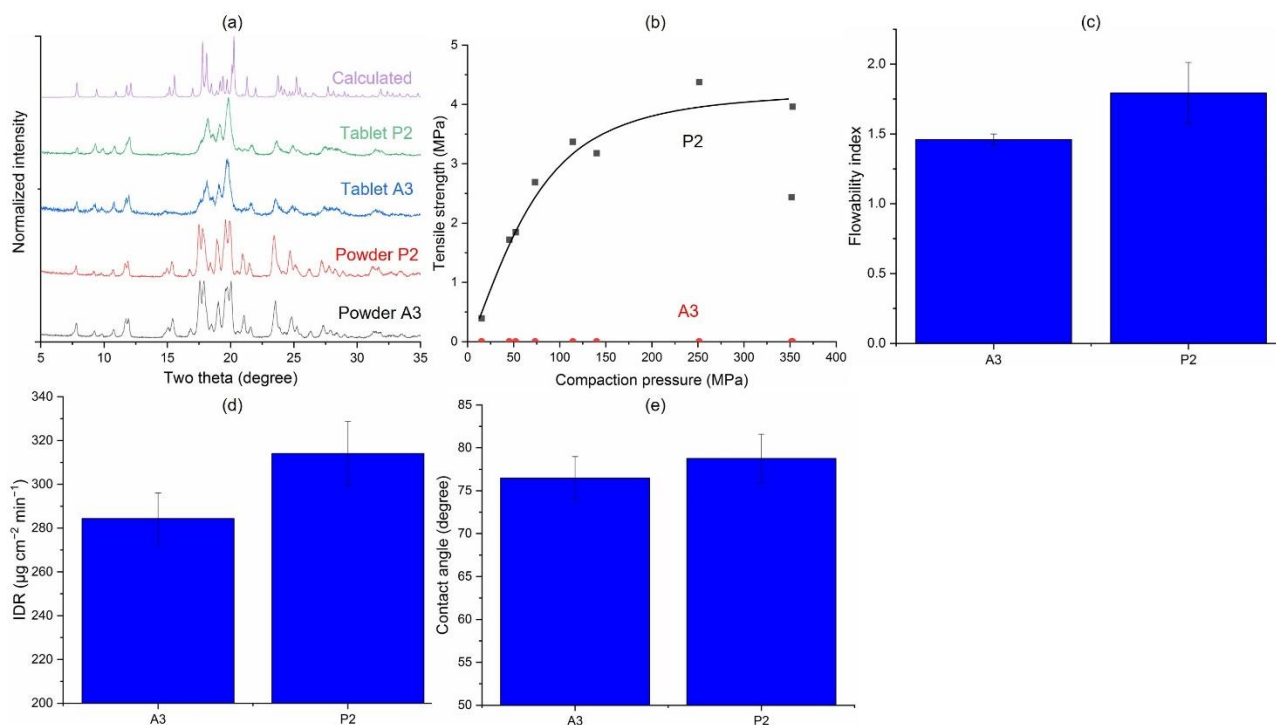 (a)
Normalized intensity
Calculated
Tablet P2
Tablet A3
Powder P2
Powder A3
5 10 15 20 25 30 35
Two theta (degree)
(b)
Tensile strength (MPa)
5
4
3
2
1
0
P2
A3
0 50 100 150 200 250 300 350 400
Compaction pressure (MPa)
(c)
Flowability index
2.0
1.5
1.0
0.5
0.0
A3 P2
(d)
IDR (µg cm⁻² min⁻¹)
340
320
300
280
260
240
220
200
A3 P2
(e)
Contact angle (degree)
85
80
75
70
65
60
55
50
A3 P2